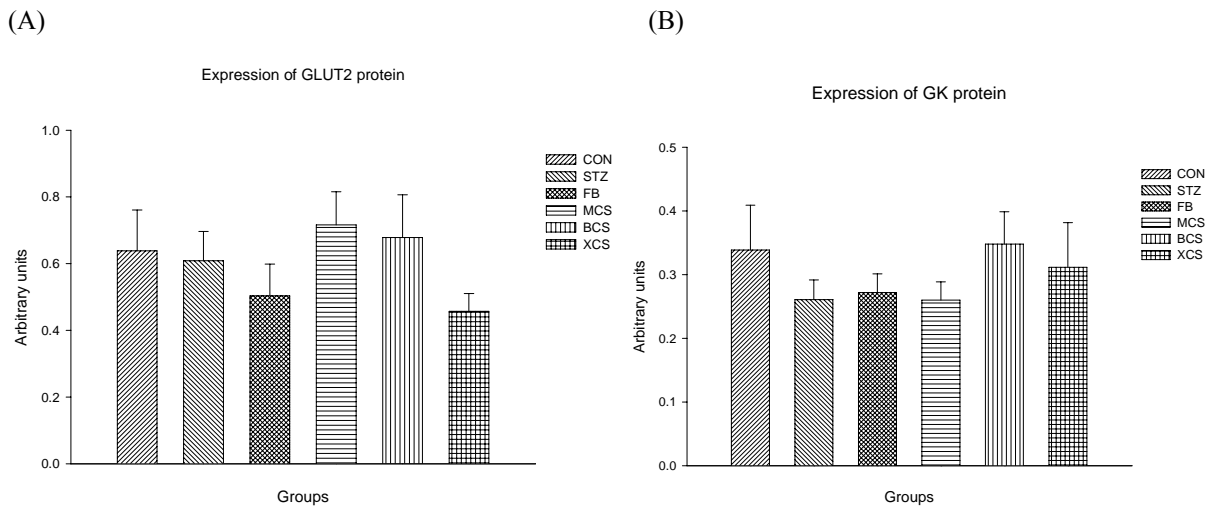 (A)
Expression of GLUT2 protein
1.0
0.8
0.6
0.4
0.2
0.0
Arbitrary units
Groups
CON
STZ
FB
MCS
BCS
XCS
(B)
Expression of GK protein
0.5
0.4
0.3
0.2
0.1
0.0
Arbitrary units
Groups
CON
STZ
FB
MCS
BCS
XCS